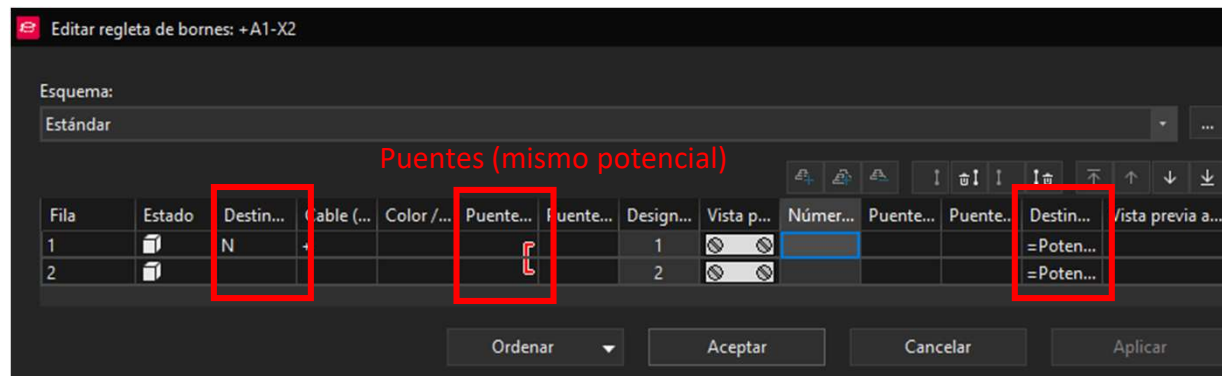 Editar regleta de bornes: +A1-X2
Esquema:
Estándar
...
Puentes (mismo potencial)
Fila Estado Destin... Cable (... Color /... Puente... Puente... Design... Vista p... Númer... Puente... Puente... Destin... Vista previa a...
1 N + 1 =Poten...
2 2 =Poten...
Ordenar Aceptar Cancelar Aplicar